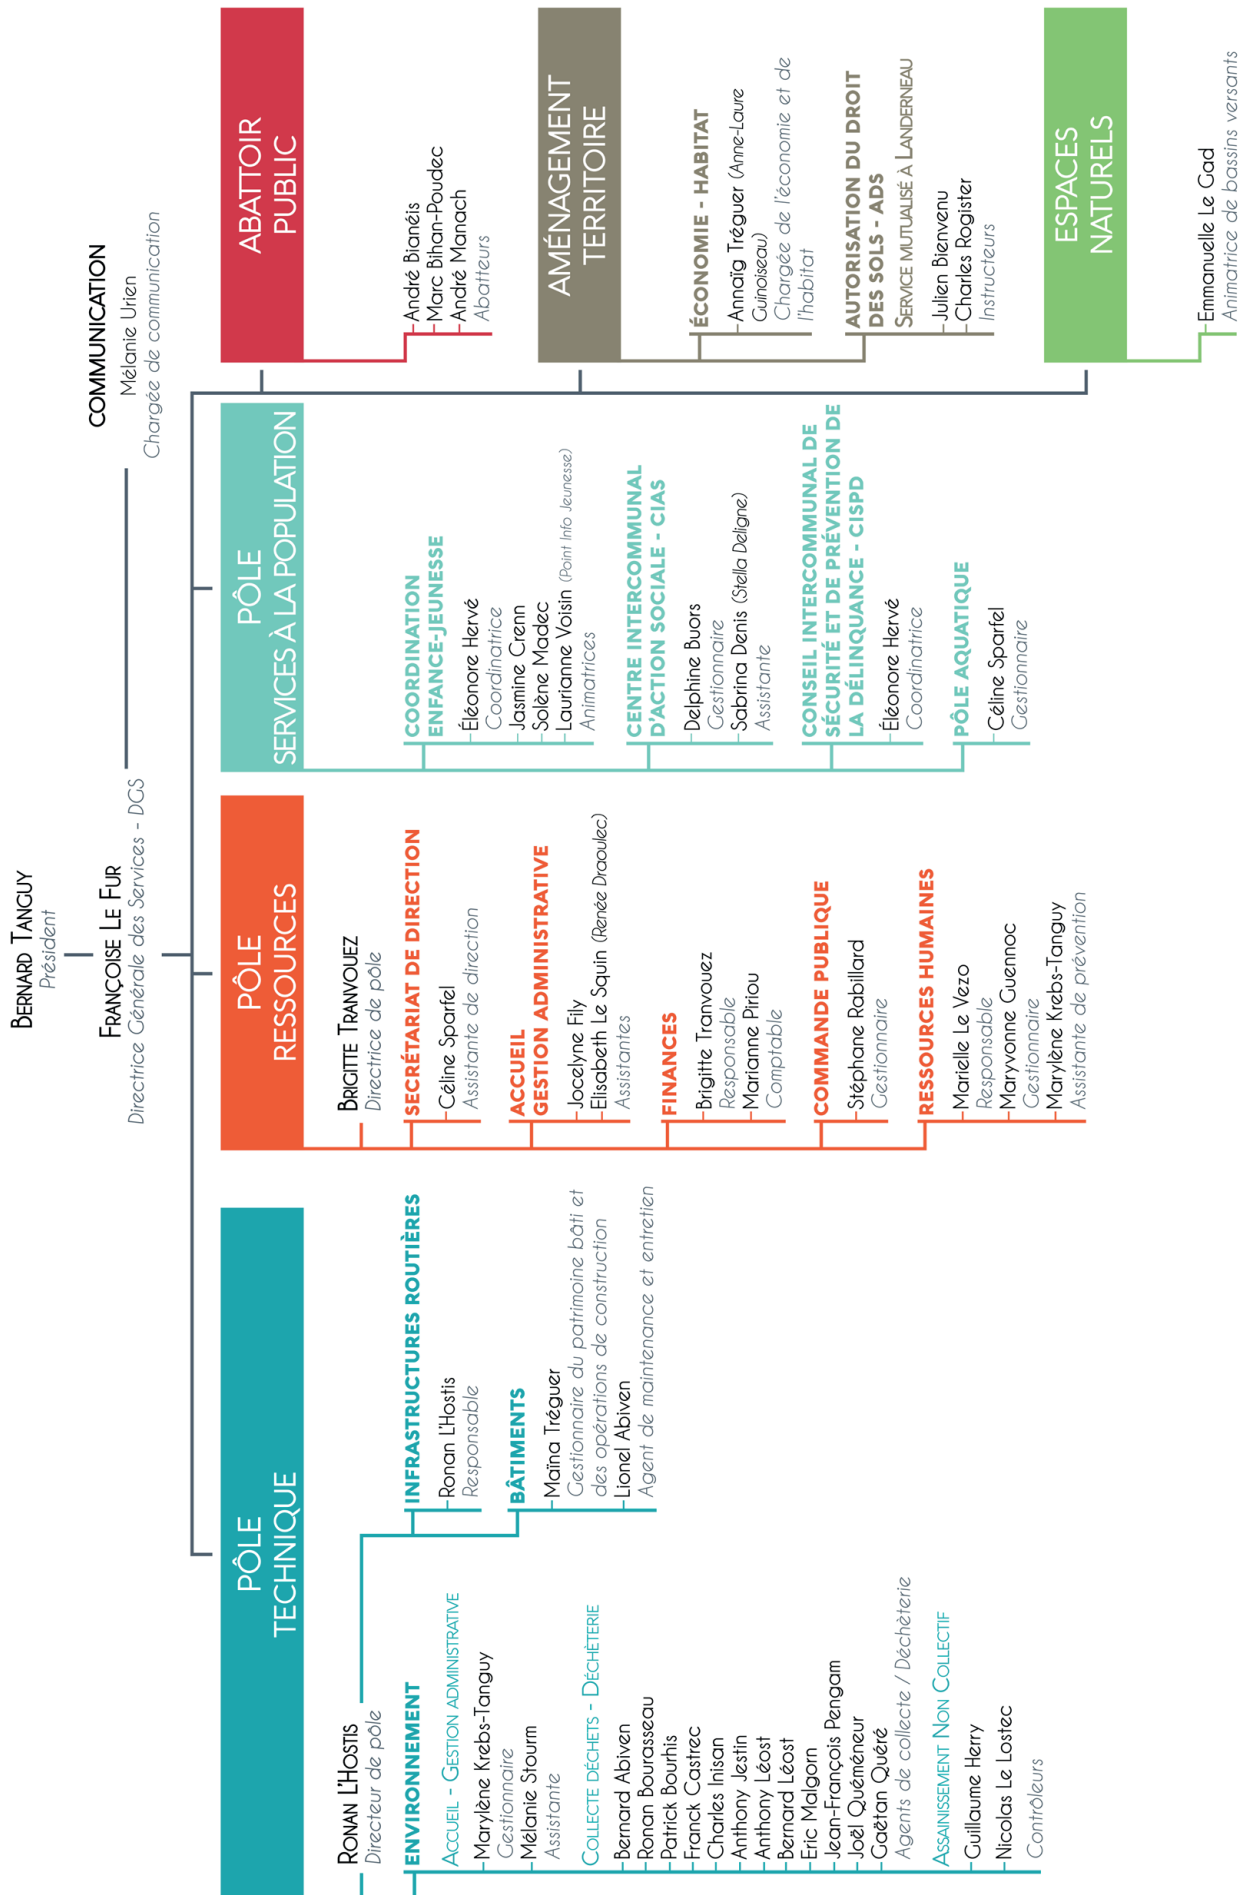 BERNARD TANGUY
Président
FRANÇOISE LE FUR
Directrice Générale des Services - DGS
COMMUNICATION
Mélanie Urien
Chargée de communication
PÔLE
TECHNIQUE
RONAN L'HOSTIS
Directeur de pôle
ENVIRONNEMENT
ACCUEIL - GESTION ADMINISTRATIVE
Marylène Krebs-Tanguy
Gestionnaire
Mélanie Stourm
Assistante
COLLECTE DÉCHETS - DÉCHÈTERIE
Bernard Abiven
Ronan Bourasseau
Patrick Bourhis
Franck Castrec
Charles Inisan
Anthony Jestin
Anthony Léost
Bernard Léost
Eric Malgorn
Jean-François Pengam
Joël Quéméneur
Gaëtan Quéré
Agents de collecte / Déchèterie
ASSAINISSEMENT NON COLLECTIF
Guillaume Herry
Nicolas Le Lostec
Contrôleurs
INFRASTRUCTURES ROUTIÈRES
Ronan L'Hostis
Responsable
BÂTIMENTS
Maïna Tréguer
Gestionnaire du patrimoine bâti et
des opérations de construction
Lionel Abiven
Agent de maintenance et entretien
PÔLE
RESSOURCES
BRIGITTE TRANVOUEZ
Directrice de pôle
SECRÉTARIAT DE DIRECTION
Céline Sparfel
Assistante de direction
ACCUEIL
GESTION ADMINISTRATIVE
Jocelyne Fily
Elisabeth Le Squin (Renée Draoulec)
Assistantes
FINANCES
Brigitte Tranvouez
Responsable
Marianne Piriou
Comptable
COMMANDE PUBLIQUE
Stéphane Rabillard
Gestionnaire
RESSOURCES HUMAINES
Marielle Le Vezo
Responsable
Maryvonne Guennoc
Gestionnaire
Marylène Krebs-Tanguy
Assistante de prévention
PÔLE
SERVICES À LA POPULATION
COORDINATION
ENFANCE-JEUNESSE
Éléonore Hervé
Coordinatrice
Jasmine Crenn
Solène Madec
Laurianne Voisin (Point Info Jeunesse)
Animatrices
CENTRE INTERCOMMUNAL
D'ACTION SOCIALE - CIAS
Delphine Buors
Gestionnaire
Sabrina Denis (Stella Deligne)
Assistante
CONSEIL INTERCOMMUNAL DE
SÉCURITÉ ET DE PRÉVENTION DE
LA DÉLINQUANCE - CISPD
Éléonore Hervé
Coordinatrice
PÔLE AQUATIQUE
Céline Sparfel
Gestionnaire
ABATTOIR
PUBLIC
André Bianéis
Marc Bihan-Poudec
André Manach
Abatteurs
AMÉNAGEMENT
TERRITOIRE
ÉCONOMIE - HABITAT
Annaïg Tréguer (Anne-Laure
Guinoiseau)
Chargée de l'économie et de
l'habitat
AUTORISATION DU DROIT
DES SOLS - ADS
SERVICE MUTUALISÉ À LANDERNEAU
Julien Bienvenu
Charles Rogister
Instructeurs
ESPACES
NATURELS
Emmanuelle Le Gad
Animatrice de bassins versants